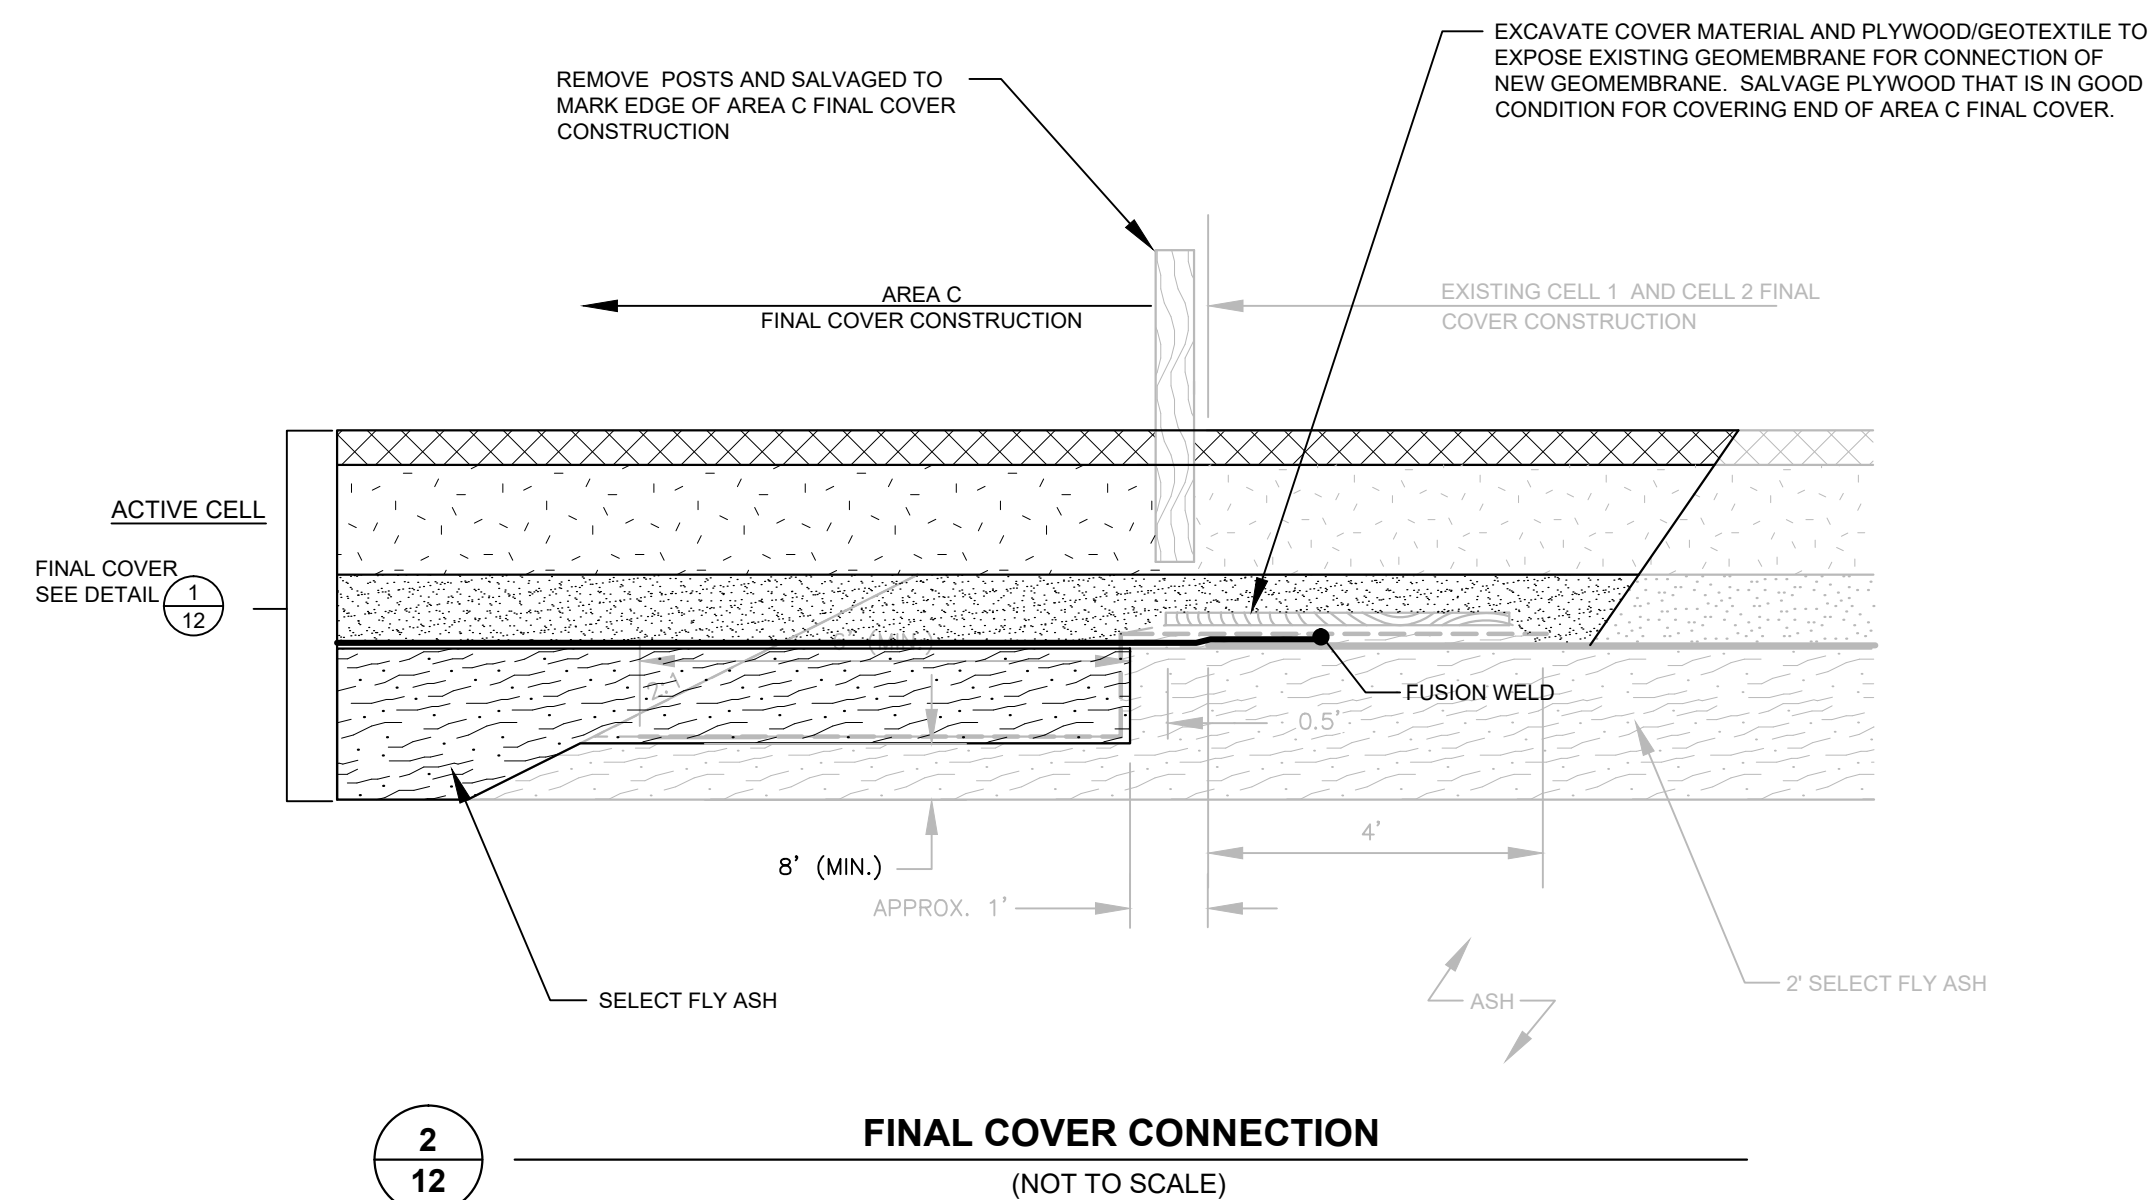 EXCAVATE COVER MATERIAL AND PLYWOOD/GEOTEXTILE TO
EXPOSE EXISTING GEOMEMBRANE FOR CONNECTION OF
NEW GEOMEMBRANE. SALVAGE PLYWOOD THAT IS IN GOOD
CONDITION FOR COVERING END OF AREA C FINAL COVER.
REMOVE POSTS AND SALVAGED TO
MARK EDGE OF AREA C FINAL COVER
CONSTRUCTION
AREA C
FINAL COVER CONSTRUCTION
EXISTING CELL 1 AND CELL 2 FINAL
COVER CONSTRUCTION
ACTIVE CELL
FINAL COVER
SEE DETAIL
1
12
(MIN.)
2:1
FUSION WELD
0.5'
4'
8' (MIN.)
APPROX. 1'
SELECT FLY ASH
ASH
2' SELECT FLY ASH
2
12
FINAL COVER CONNECTION
(NOT TO SCALE)